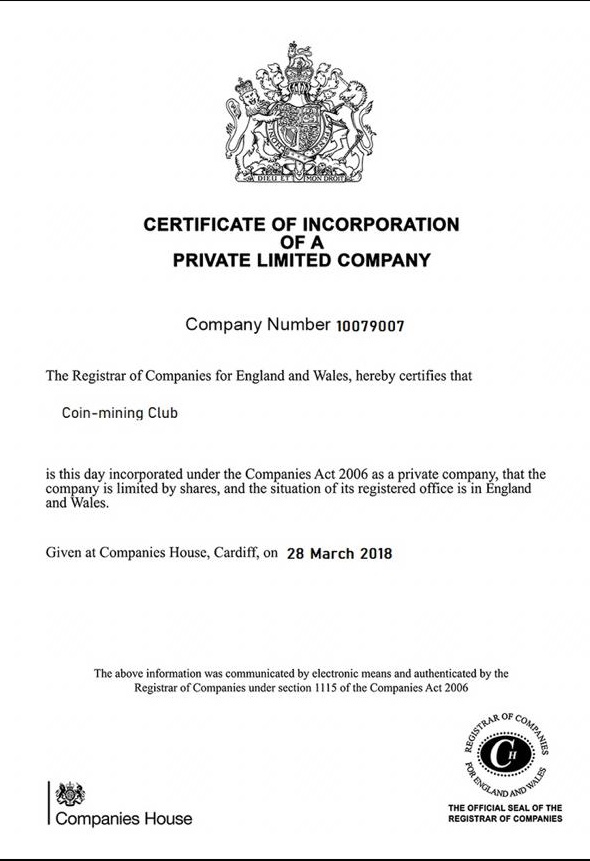 DIEU ET MON DROIT
CERTIFICATE OF INCORPORATION
OF A
PRIVATE LIMITED COMPANY
Company Number 10079007
The Registrar of Companies for England and Wales, hereby certifies that
Coin-mining Club
is this day incorporated under the Companies Act 2006 as a private company, that the
company is limited by shares, and the situation of its registered office is in England
and Wales.
Given at Companies House, Cardiff, on 28 March 2018
The above information was communicated by electronic means and authenticated by the
Registrar of Companies under section 1115 of the Companies Act 2006
REGISTRAR OF COMPANIES
CH
FOR ENGLAND AND WALES
Companies House
THE OFFICIAL SEAL OF THE
REGISTRAR OF COMPANIES